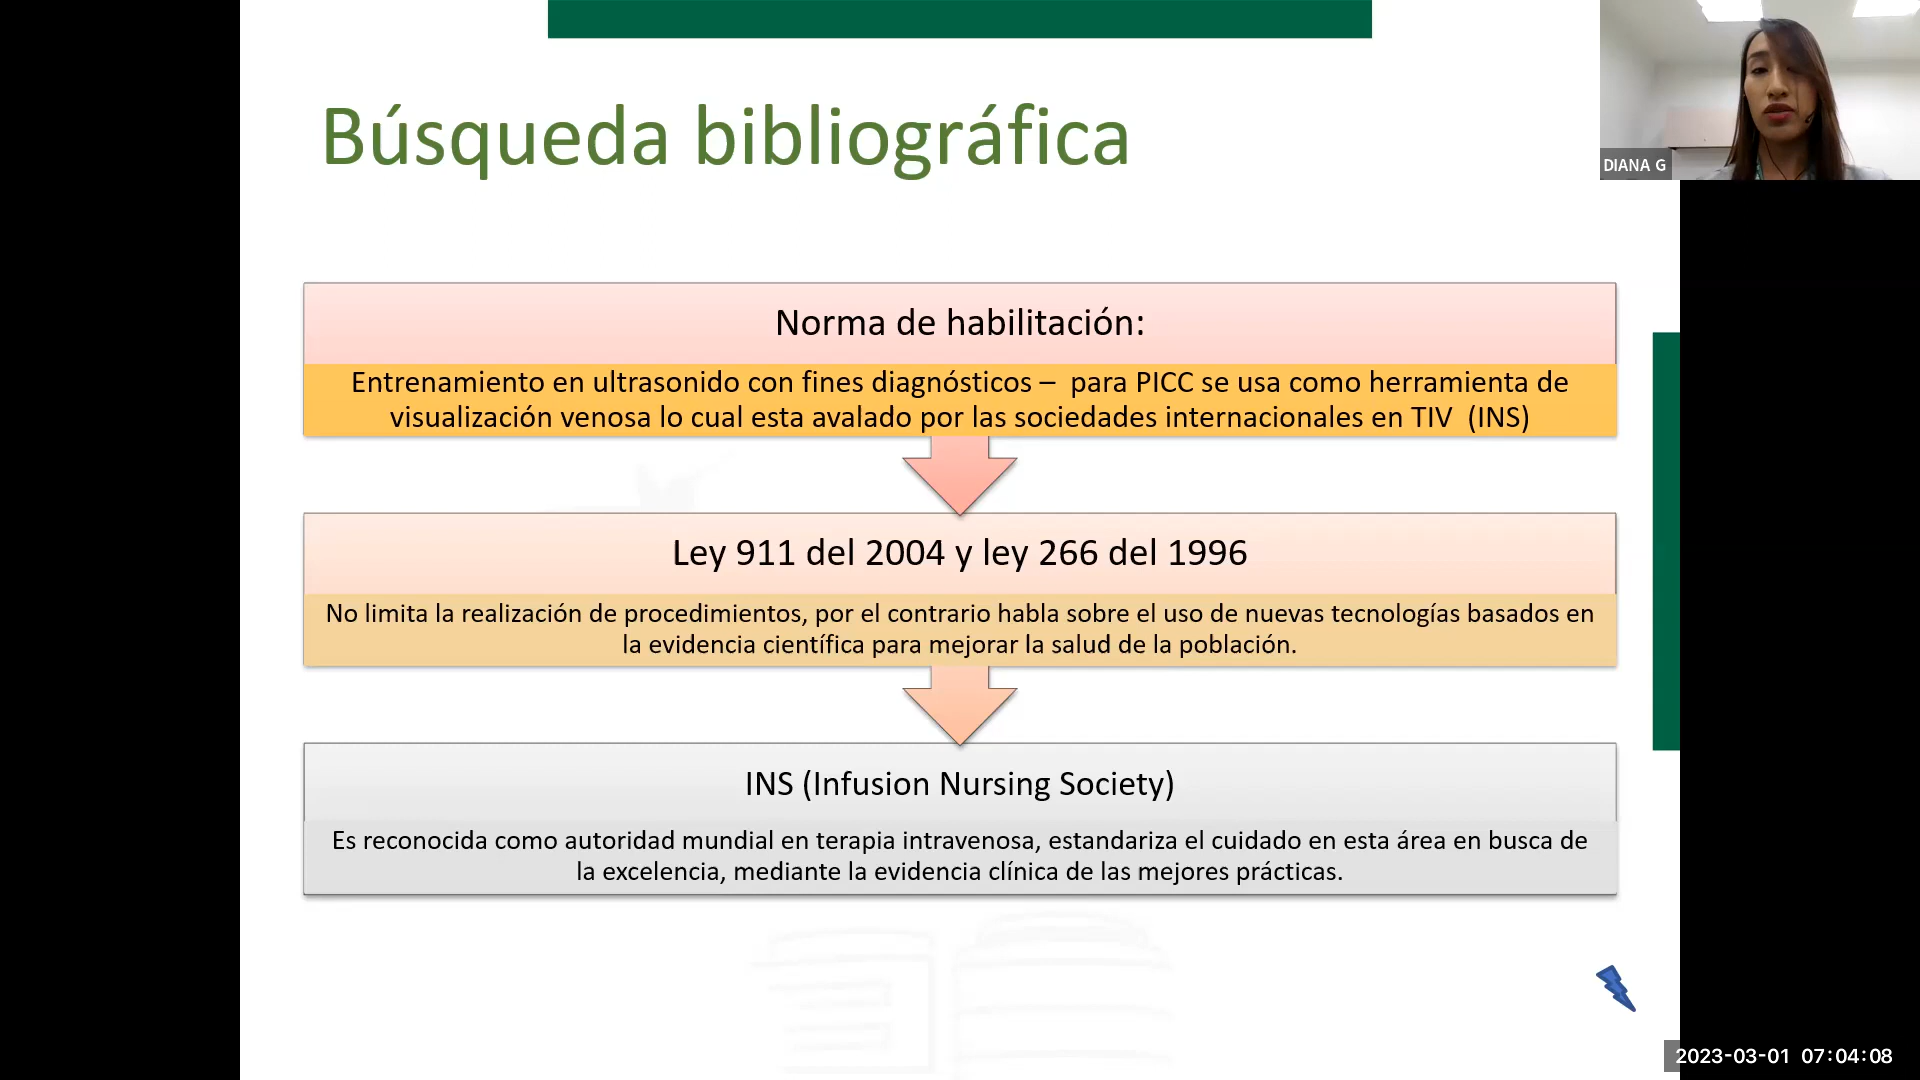 Búsqueda bibliográfica
DIANA G
Norma de habilitación:
Entrenamiento en ultrasonido con fines diagnósticos – para PICC se usa como herramienta de
visualización venosa lo cual esta avalado por las sociedades internacionales en TIV (INS)
Ley 911 del 2004 y ley 266 del 1996
No limita la realización de procedimientos, por el contrario habla sobre el uso de nuevas tecnologías basados en
la evidencia científica para mejorar la salud de la población.
INS (Infusion Nursing Society)
Es reconocida como autoridad mundial en terapia intravenosa, estandariza el cuidado en esta área en busca de
la excelencia, mediante la evidencia clínica de las mejores prácticas.
2023-03-01 07:04:08